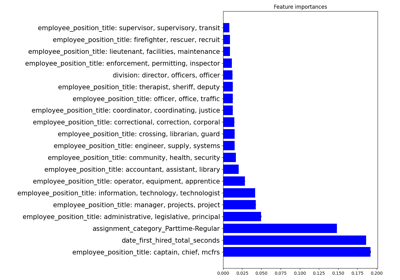 Feature importances
employee_position_title: supervisor, supervisory, transit
employee_position_title: firefighter, rescuer, recruit
employee_position_title: lieutenant, facilities, maintenance
employee_position_title: enforcement, permitting, inspector
division: director, officers, officer
employee_position_title: therapist, sheriff, deputy
employee_position_title: officer, office, traffic
employee_position_title: coordinator, coordinating, justice
employee_position_title: correctional, correction, corporal
employee_position_title: crossing, librarian, guard
employee_position_title: engineer, supply, systems
employee_position_title: community, health, security
employee_position_title: accountant, assistant, library
employee_position_title: operator, equipment, apprentice
employee_position_title: information, technology, technologist
employee_position_title: manager, projects, project
employee_position_title: administrative, legislative, principal
assignment_category_Parttime-Regular
date_first_hired_total_seconds
employee_position_title: captain, chief, mcfrs
0.000 0.025 0.050 0.075 0.100 0.125 0.150 0.175 0.200